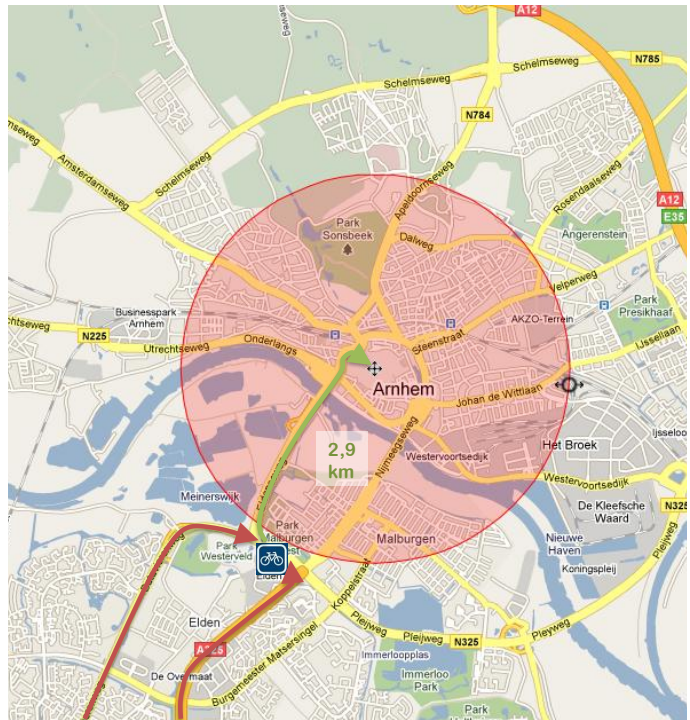 A12
Schelmseweg
N785
Schelmseweg
N784
Amsterdamseweg
Schelmseweg
Apeldoornseweg
Rosendaalseweg
A12
E35
Park
Sonsbeek
Dalweg
Angerenstein
Velperweg
Businesspark
Arnhem
Park
Presikhaaf
AKZO-Terrein
N225
Utrechtseweg
Onderlangs
Steenstraat
IJssellaan
Arnhem
Johan de Wittlaan
2,9
km
Nijmeegseweg
Het Broek
Westervoortsedijk
Westervoortsedijk
Meinerswijk
De Kleefsche
Waard
N325
Park
Malburgen
Malburgen
Nieuwe
Haven
Pleijweg
Park
Westerveld
Koningspleij
Elden
Koppelstraat
Elden
Pleijweg
N325
Pleyweg
A325
Immerloopplas
De Overmaat
Burgemeester Matsersingel
Immerloo
Park